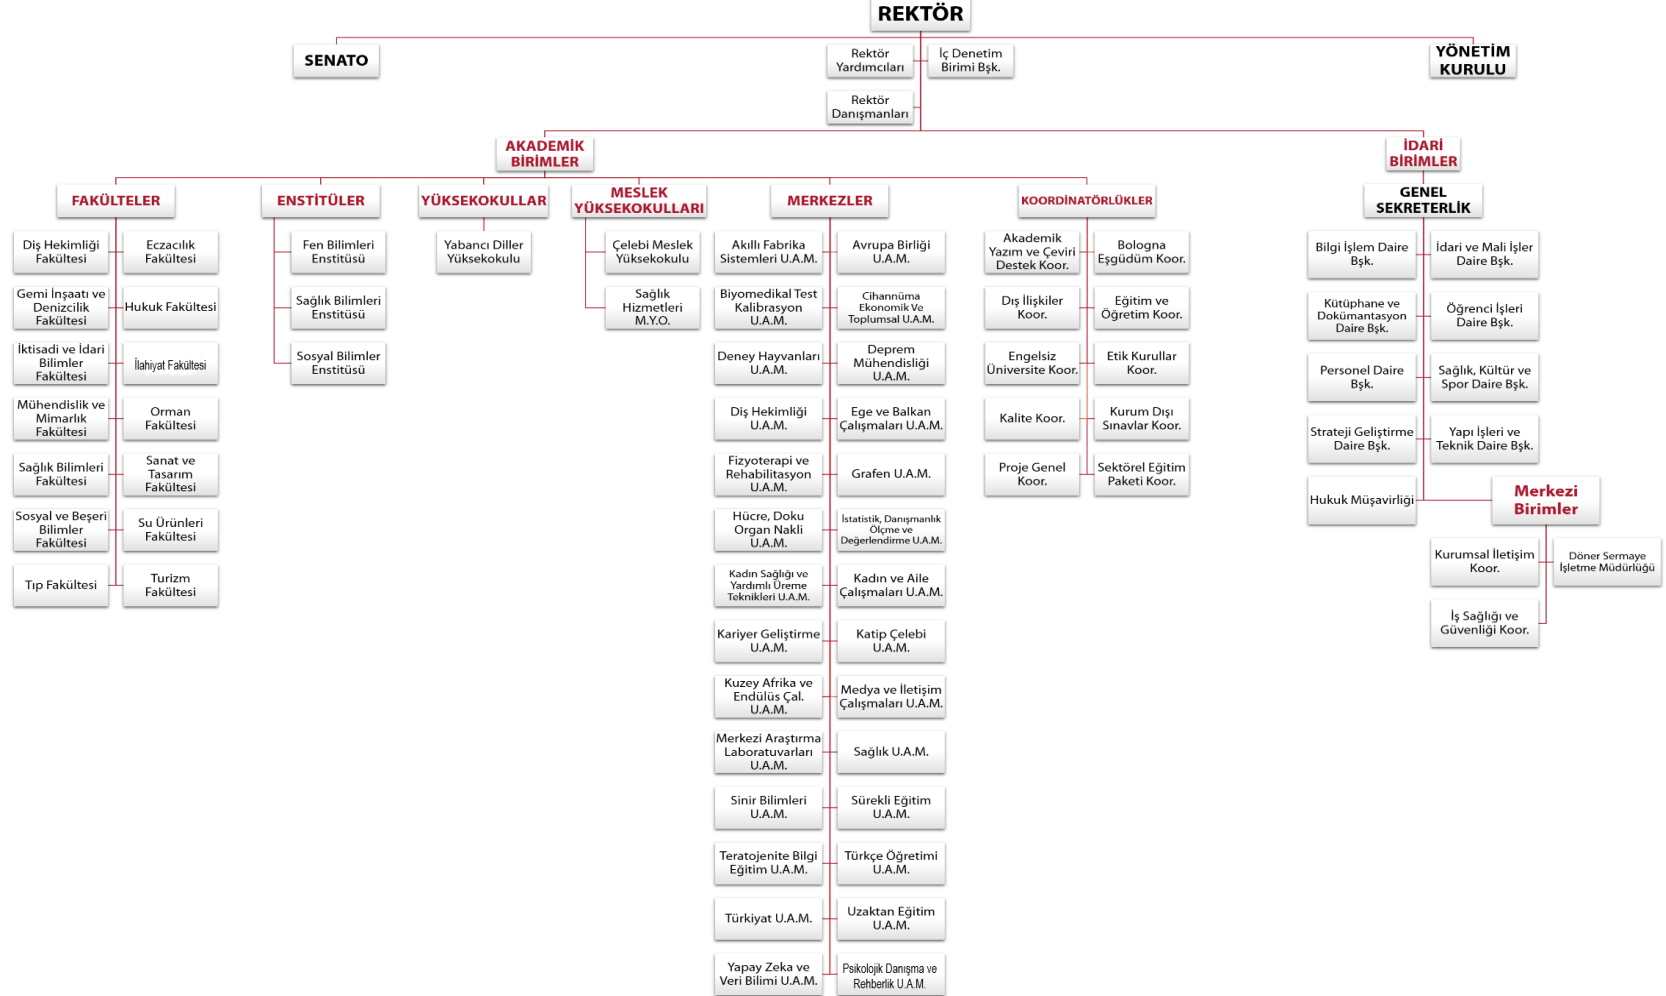 REKTÖR
SENATO
Rektör
Yardımcıları
İç Denetim
Birimi Bşk.
YÖNETİM
KURULU
Rektör
Danışmanları
AKADEMİK
BİRİMLER
İDARİ
BİRİMLER
FAKÜLTELER
Diş Hekimliği
Fakültesi
Eczacılık
Fakültesi
Gemi İnşaatı ve
Denizcilik
Fakültesi
Hukuk Fakültesi
İktisadi ve İdari
Bilimler
Fakültesi
İlahiyat Fakültesi
Mühendislik ve
Mimarlık
Fakültesi
Orman
Fakültesi
Sağlık Bilimleri
Fakültesi
Sanat ve
Tasarım
Fakültesi
Sosyal ve Beşeri
Bilimler
Fakültesi
Su Ürünleri
Fakültesi
Tıp Fakültesi
Turizm
Fakültesi
ENSTİTÜLER
Fen Bilimleri
Enstitüsü
Sağlık Bilimleri
Enstitüsü
Sosyal Bilimler
Enstitüsü
YÜKSEKOKULLAR
Yabancı Diller
Yüksekokulu
MESLEK
YÜKSEKOKULLARI
Çelebi Meslek
Yüksekokulu
Sağlık
Hizmetleri
M.Y.O.
MERKEZLER
Akıllı Fabrika
Sistemleri U.A.M.
Avrupa Birliği
U.A.M.
Biyomedikal Test
Kalibrasyon
U.A.M.
Cihannüma
Ekonomik Ve
Toplumsal U.A.M.
Deney Hayvanları
U.A.M.
Deprem
Mühendisliği
U.A.M.
Diş Hekimliği
U.A.M.
Ege ve Balkan
Çalışmaları U.A.M.
Fizyoterapi ve
Rehabilitasyon
U.A.M.
Grafen U.A.M.
Hücre, Doku
Organ Nakli
U.A.M.
İstatistik, Danışmanlık
Ölçme ve
Değerlendirme U.A.M.
Kadın Sağlığı ve
Yardımlı Üreme
Teknikleri U.A.M.
Kadın ve Aile
Çalışmaları U.A.M.
Kariyer Geliştirme
U.A.M.
Katip Çelebi
U.A.M.
Kuzey Afrika ve
Endülüs Çal.
U.A.M.
Medya ve İletişim
Çalışmaları U.A.M.
Merkezi Araştırma
Laboratuvarları
U.A.M.
Sağlık U.A.M.
Sinir Bilimleri
U.A.M.
Sürekli Eğitim
U.A.M.
Teratojenite Bilgi
Eğitim U.A.M.
Türkçe Öğretimi
U.A.M.
Türkiyat U.A.M.
Uzaktan Eğitim
U.A.M.
Yapay Zeka ve
Veri Bilimi U.A.M.
Psikolojik Danışma ve
Rehberlik U.A.M.
KOORDİNATÖRLÜKLER
Akademik
Yazım ve Çeviri
Destek Koor.
Bologna
Eşgüdüm Koor.
Dış İlişkiler
Koor.
Eğitim ve
Öğretim Koor.
Engelsiz
Üniversite Koor.
Etik Kurullar
Koor.
Kalite Koor.
Kurum Dışı
Sınavlar Koor.
Proje Genel
Koor.
Sektörel Eğitim
Paketi Koor.
GENEL
SEKRETERLİK
Bilgi İşlem Daire
Bşk.
İdari ve Mali İşler
Daire Bşk.
Kütüphane ve
Dokümantasyon
Daire Bşk.
Öğrenci İşleri
Daire Bşk.
Personel Daire
Bşk.
Sağlık, Kültür ve
Spor Daire Bşk.
Strateji Geliştirme
Daire Bşk.
Yapı İşleri ve
Teknik Daire Bşk.
Hukuk Müşavirliği
Merkezi
Birimler
Kurumsal İletişim
Koor.
Döner Sermaye
İşletme Müdürlüğü
İş Sağlığı ve
Güvenliği Koor.